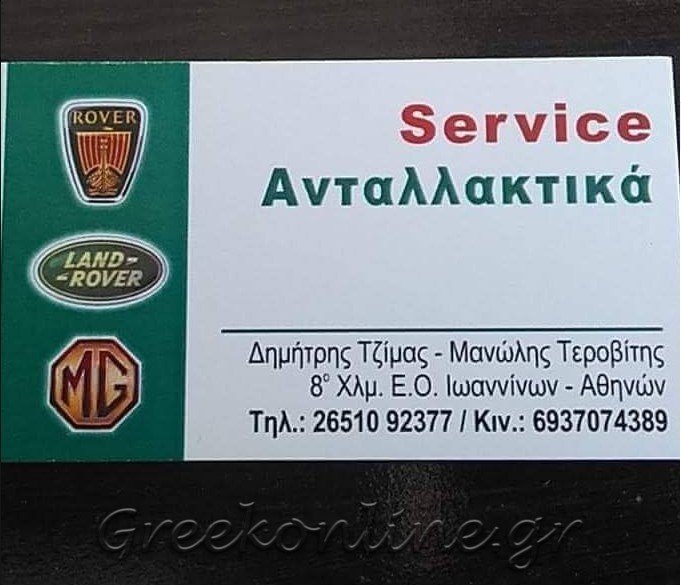 ROVER
LAND-
-ROVER
MG
Service
Ανταλλακτικά
Δημήτρης Τζίμας - Μανώλης Τεροβίτης
8° Χλμ. Ε.Ο. Ιωαννίνων - Αθηνών
Τηλ.: 26510 92377 / Κιν.: 6937074389
Greekonline.gr